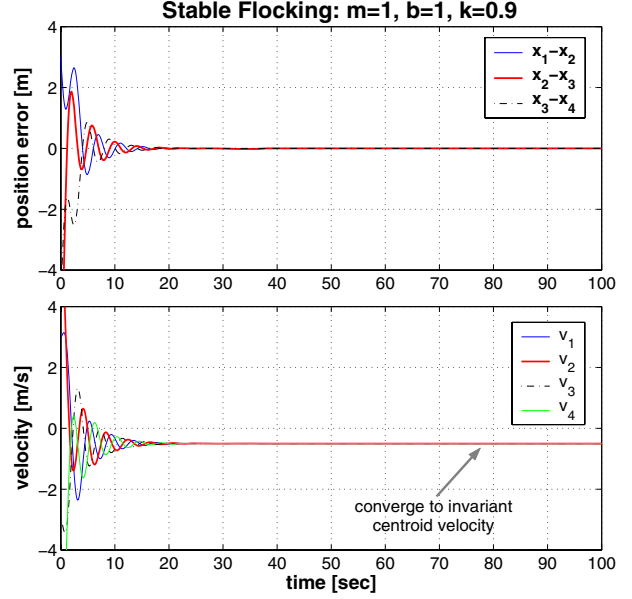 Stable Flocking: m=1, b=1, k=0.9
position error [m]
4
2
0
−2
−4
0 10 20 30 40 50 60 70 80 90 100
x1−x2
x2−x3
x3−x4
velocity [m/s]
4
2
0
−2
−4
v1
v2
v3
v4
converge to invariant
centroid velocity
0 10 20 30 40 50 60 70 80 90 100
time [sec]